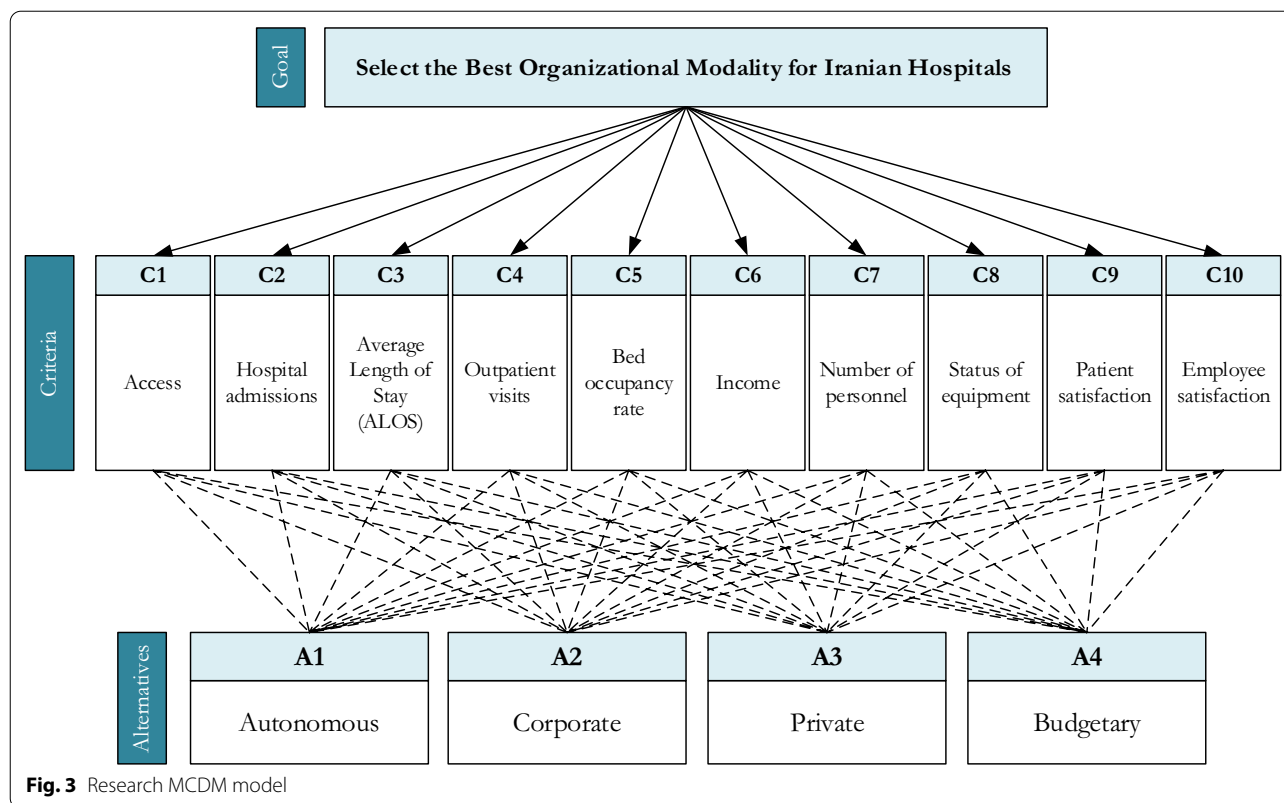 Goal
Select the Best Organizational Modality for Iranian Hospitals
Criteria
C1
Access
C2
Hospital
admissions
C3
Average
Length of
Stay
(ALOS)
C4
Outpatient
visits
C5
Bed
occupancy
rate
C6
Income
C7
Number of
personnel
C8
Status of
equipment
C9
Patient
satisfaction
C10
Employee
satisfaction
Alternatives
A1
Autonomous
A2
Corporate
A3
Private
A4
Budgetary
Fig. 3 Research MCDM model